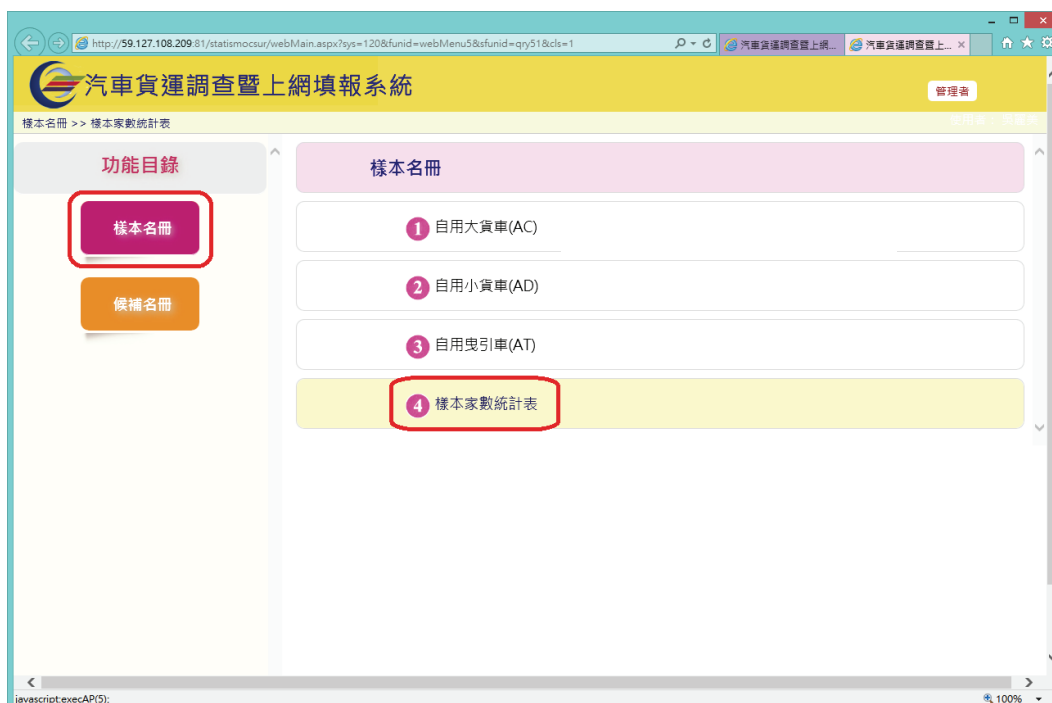 http://59.127.108.209:81/statismocsur/webMain.aspx?sys=120&funid=webMenu5&sfunid=qry51&cls=1
汽車貨運調查暨上網...
汽車貨運調查暨上...
汽車貨運調查暨上網填報系統
管理者
樣本名冊 >> 樣本家數統計表
功能目錄
樣本名冊
候補名冊
樣本名冊
1 自用大貨車(AC)
2 自用小貨車(AD)
3 自用曳引車(AT)
4 樣本家數統計表
javascript:execAP(5);
100%